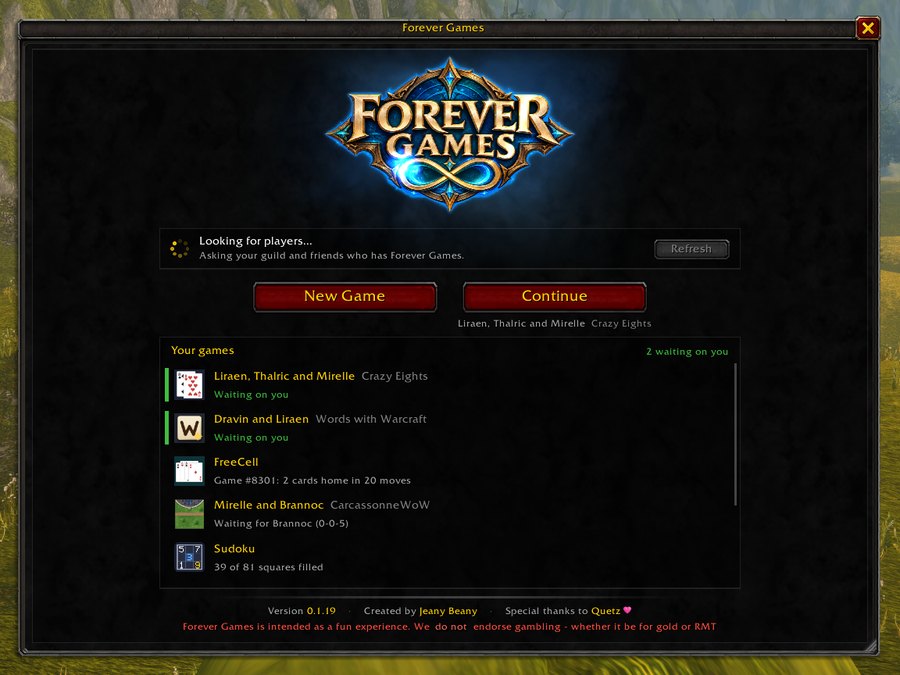 Forever Games
FOREVER
GAMES
Looking for players...
Asking your guild and friends who has Forever Games.
Refresh
New Game
Continue
Liraen, Thalric and Mirelle Crazy Eights
Your games
2 waiting on you
Liraen, Thalric and Mirelle Crazy Eights
Waiting on you
W
Dravin and Liraen Words with Warcraft
Waiting on you
FreeCell
Game #8301: 2 cards home in 20 moves
Mirelle and Brannoc CarcassonneWoW
Waiting for Brannoc (0-0-5)
5 7
3
1 9
Sudoku
39 of 81 squares filled
Version 0.1.19 · Created by Jeany Beany · Special thanks to Quetz ♥
Forever Games is intended as a fun experience. We do not endorse gambling - whether it be for gold or RMT